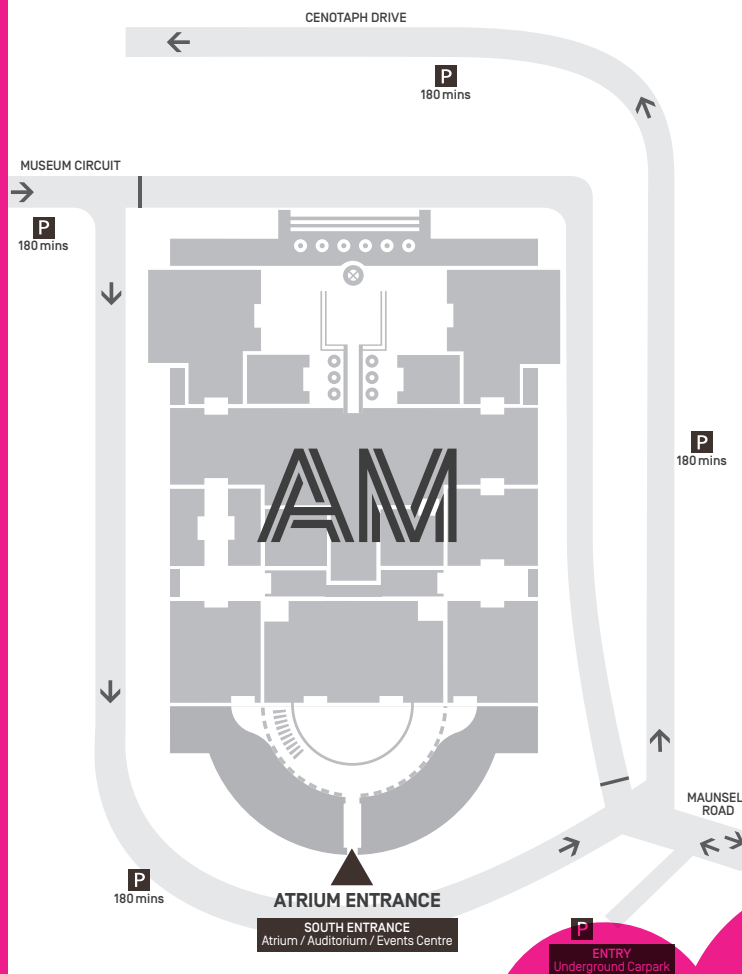 CENOTAPH DRIVE
P
180 mins
MUSEUM CIRCUIT
P
180 mins
P
180 mins
AM
MAUNSEL
ROAD
P
180 mins
ATRIUM ENTRANCE
SOUTH ENTRANCE
Atrium / Auditorium / Events Centre
P
ENTRY
Underground Carpark